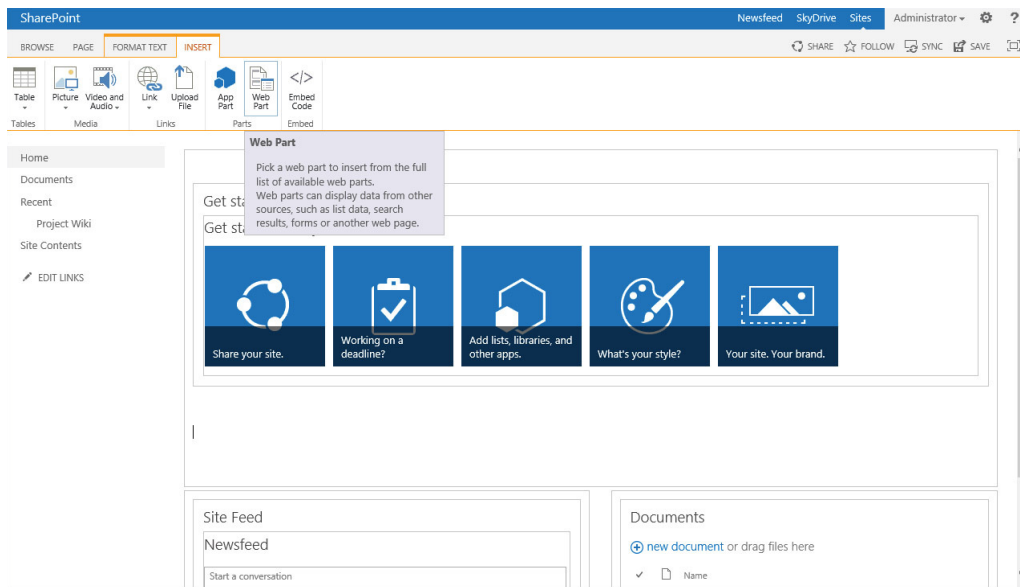 SharePoint
Newsfeed SkyDrive Sites Administrator ?
BROWSE PAGE FORMAT TEXT INSERT
SHARE FOLLOW SYNC SAVE
Table Picture Video and Audio Link Upload File App Part Web Part Embed Code
Tables Media Links Parts Embed
Web Part
Pick a web part to insert from the full
list of available web parts.
Web parts can display data from other
sources, such as list data, search
results, forms or another web page.
Home
Documents
Recent
Project Wiki
Site Contents
EDIT LINKS
Get
Get
Share your site.
Working on a
deadline?
Add lists, libraries, and
other apps.
What's your style?
Your site. Your brand.
Site Feed
Newsfeed
Start a conversation
Documents
new document or drag files here
Name